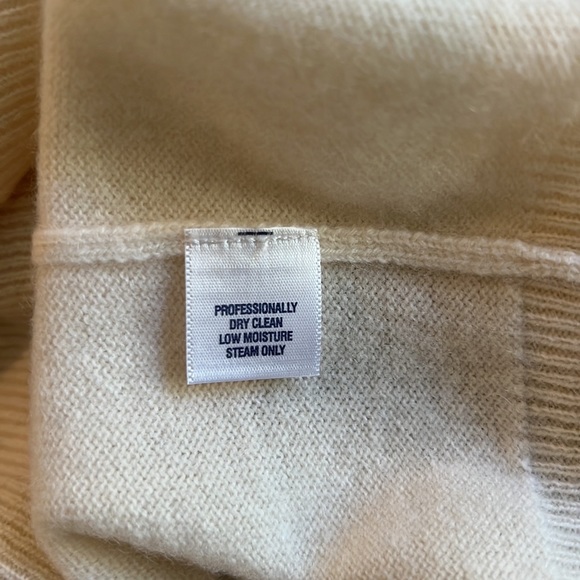 PROFESSIONALLY
DRY CLEAN
LOW MOISTURE
STEAM ONLY